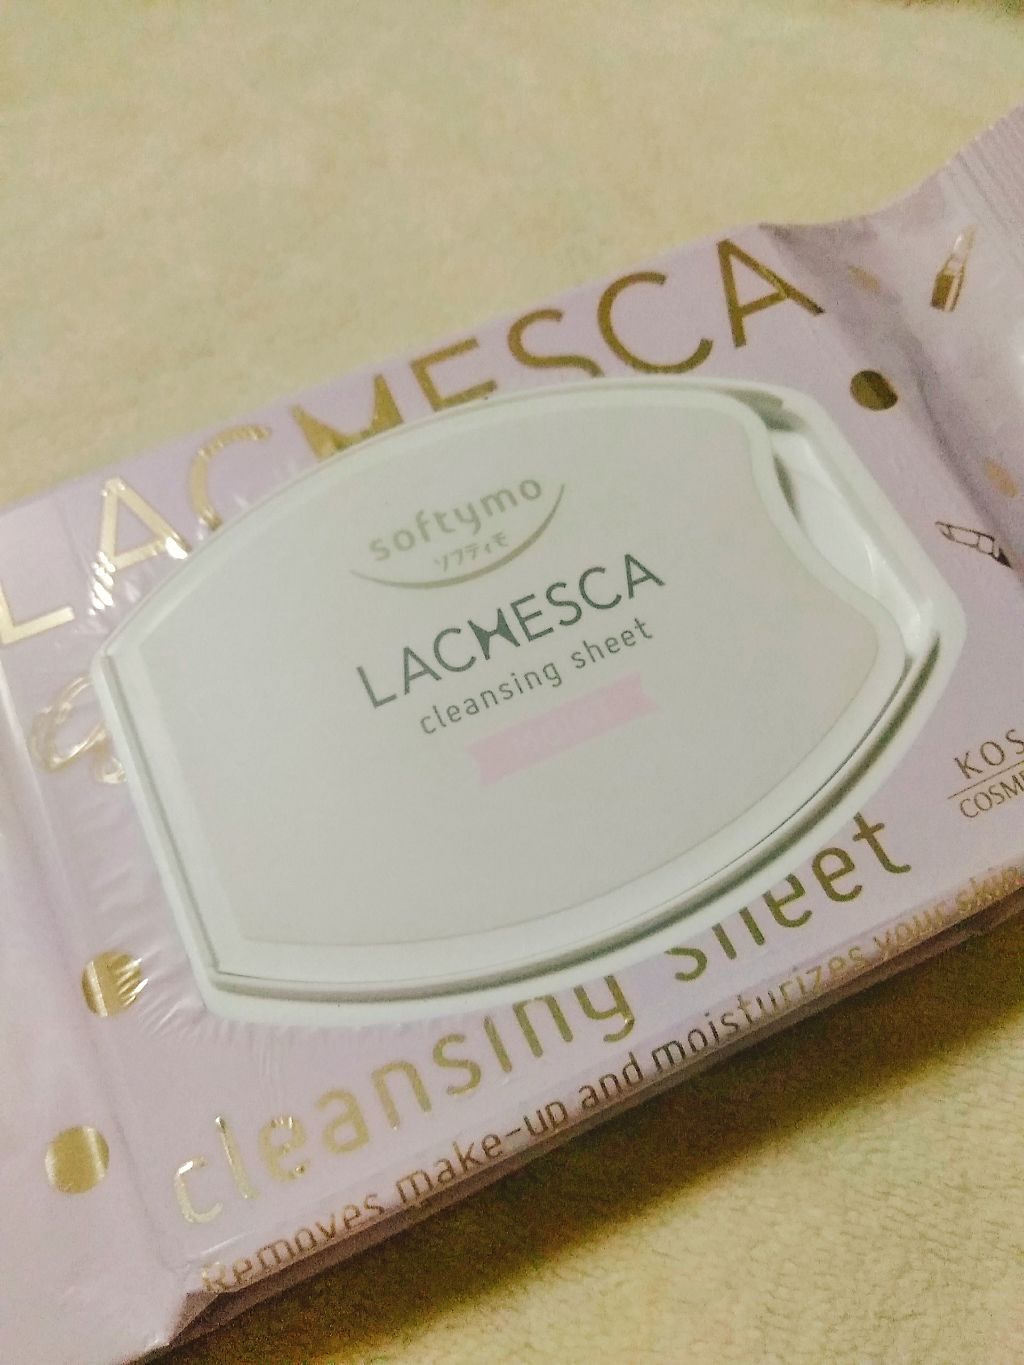 LACHESCA
softymo
ソフティモ
LACHESCA
cleansing sheet
KOS
COSME
cleansing sheet
Removes make-up and moisturizes your skin